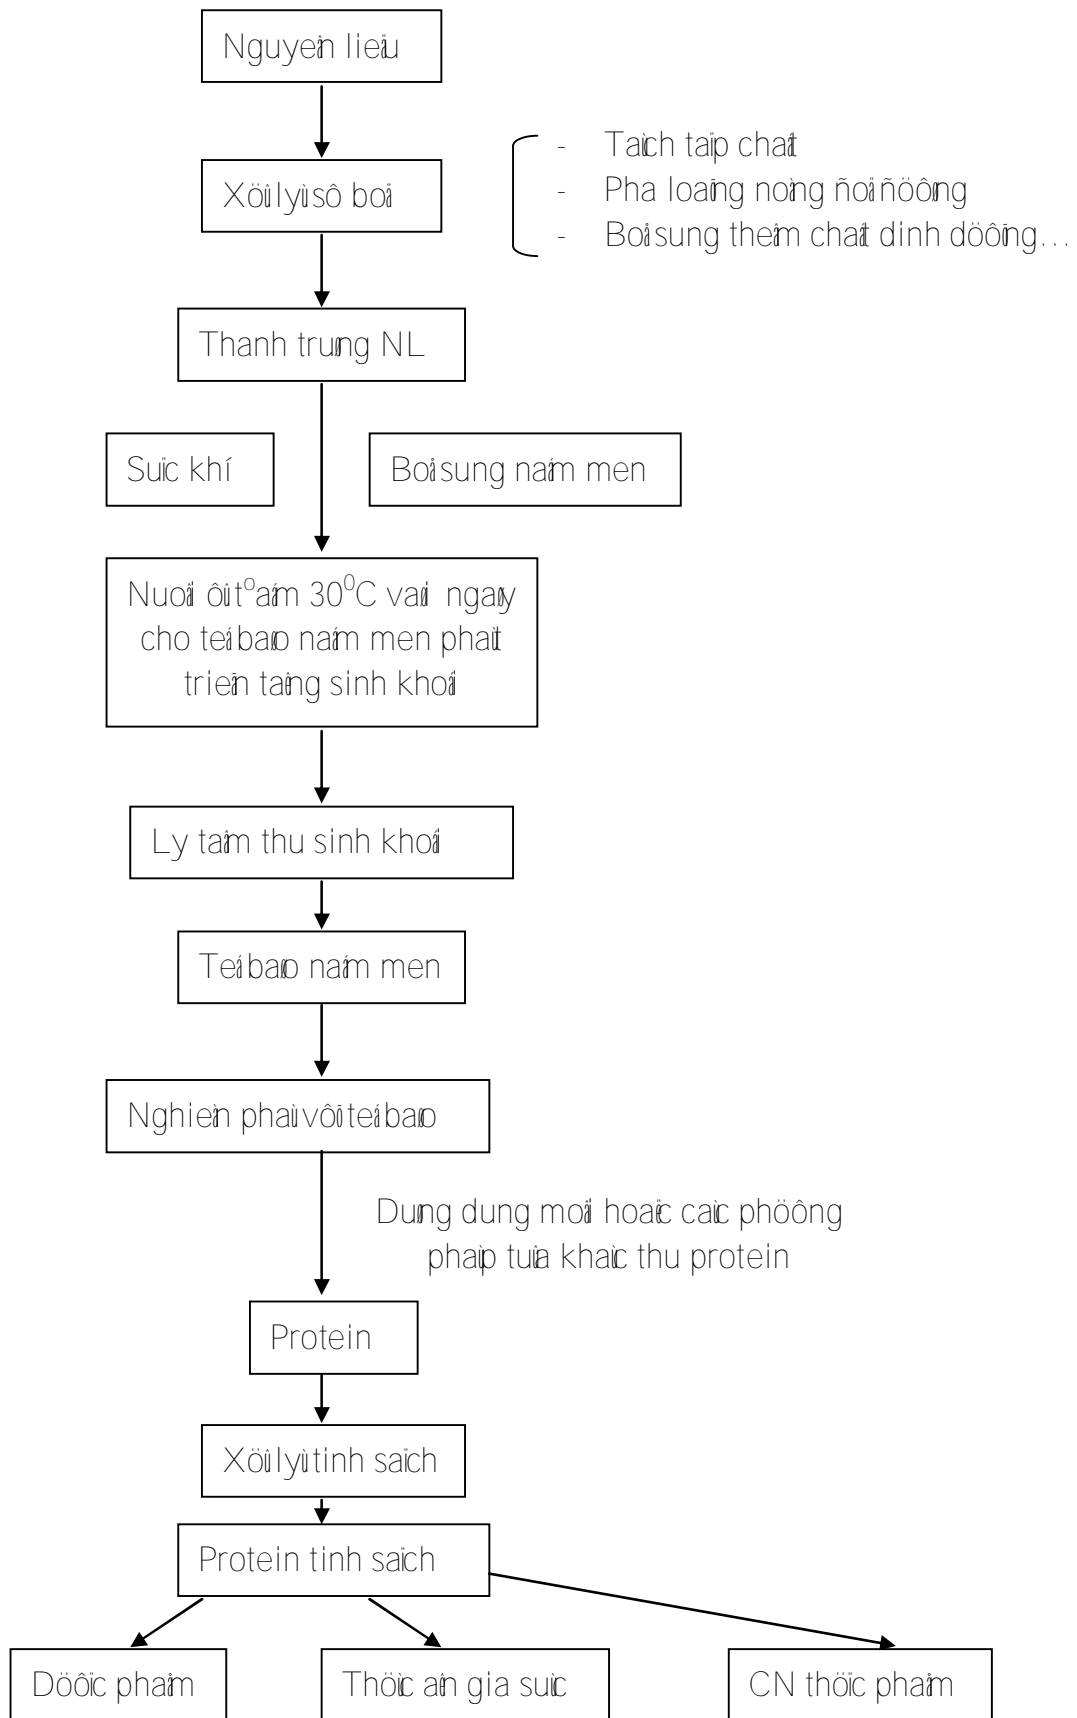 Nguyeân lieäu
Xöû lyù sô boä
- Taùch taïp chaát
- Pha loaõng noàng ñoä ñöôøng
- Boå sung theâm chaát dinh döôõng…
Thanh truøng NL
Suïc khí
Boå sung naám men
Nuoâi ôû t⁰ aám 30⁰C vaøi ngaøy
cho teá baøo naám men phaùt
trieån taêng sinh khoái
Ly taâm thu sinh khoái
Teá baøo naám men
Nghieàn phaù vôõ teá baøo
Duøng dung moâi hoaëc caùc phöông
phaùp tuûa khaùc thu protein
Protein
Xöû lyù tinh saïch
Protein tinh saïch
Döôïc phaåm
Thöùc aên gia suùc
CN thöïc phaåm